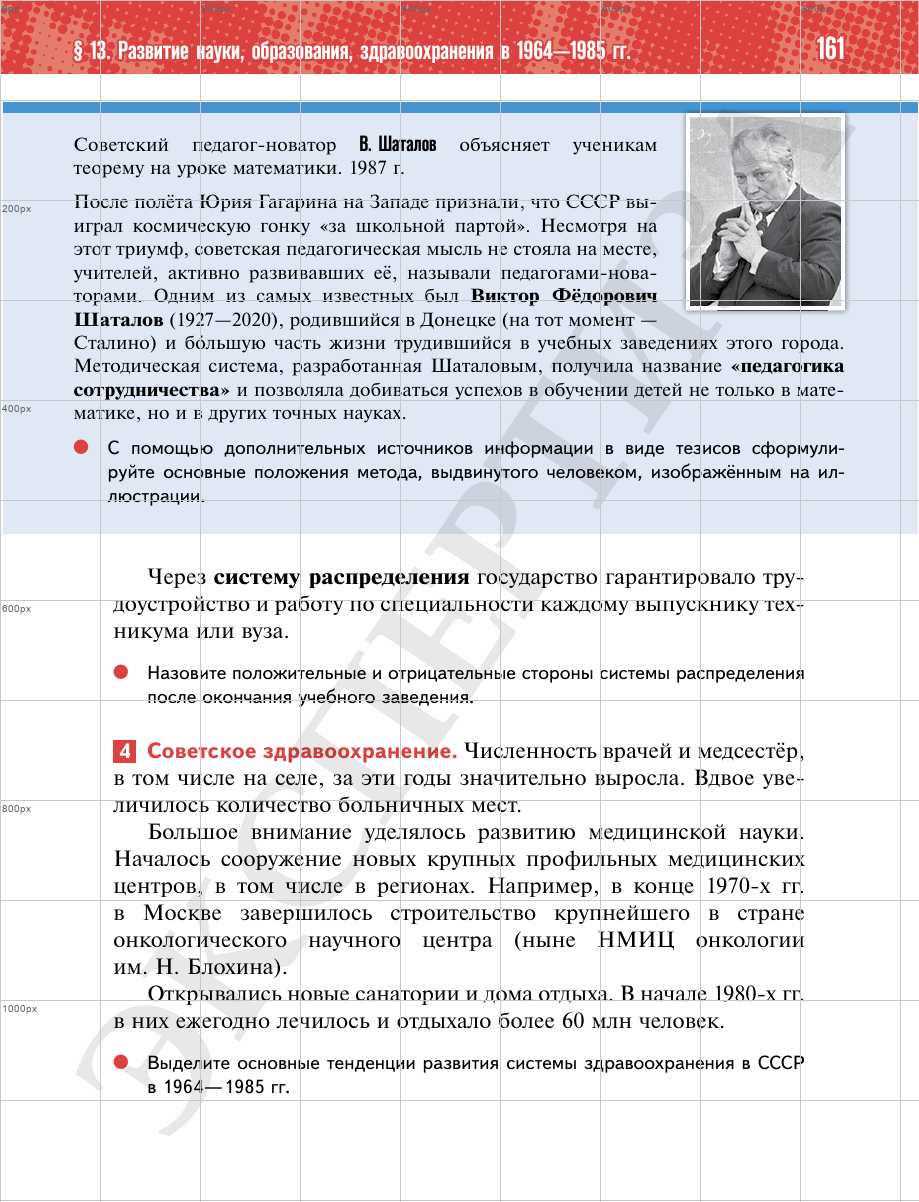 § 13. Развитие науки, образования, здравоохранения в 1964—1985 гг.
161
Советский педагог-новатор В. Шаталов объясняет ученикам
теорему на уроке математики. 1987 г.
После полёта Юрия Гагарина на Западе признали, что СССР вы-
играл космическую гонку «за школьной партой». Несмотря на
этот триумф, советская педагогическая мысль не стояла на месте,
учителей, активно развивавших её, называли педагогами-нова-
торами. Одним из самых известных был Виктор Фёдорович
Шаталов (1927—2020), родившийся в Донецке (на тот момент —
Сталино) и бóльшую часть жизни трудившийся в учебных заведениях этого города.
Методическая система, разработанная Шаталовым, получила название «педагогика
сотрудничества» и позволяла добиваться успехов в обучении детей не только в мате-
матике, но и в других точных науках.
С помощью дополнительных источников информации в виде тезисов сформули-
руйте основные положения метода, выдвинутого человеком, изображённым на ил-
люстрации.
Через систему распределения государство гарантировало тру-
доустройство и работу по специальности каждому выпускнику тех-
никума или вуза.
Назовите положительные и отрицательные стороны системы распределения
после окончания учебного заведения.
4 Советское здравоохранение. Численность врачей и медсестёр,
в том числе на селе, за эти годы значительно выросла. Вдвое уве-
личилось количество больничных мест.
Большое внимание уделялось развитию медицинской науки.
Началось сооружение новых крупных профильных медицинских
центров, в том числе в регионах. Например, в конце 1970-х гг.
в Москве завершилось строительство крупнейшего в стране
онкологического научного центра (ныне НМИЦ онкологии
им. Н. Блохина).
Открывались новые санатории и дома отдыха. В начале 1980-х гг.
в них ежегодно лечилось и отдыхало более 60 млн человек.
Выделите основные тенденции развития системы здравоохранения в СССР
в 1964—1985 гг.
ЭКСПЕРТИЗА
200px
400px
600px
800px
1000px